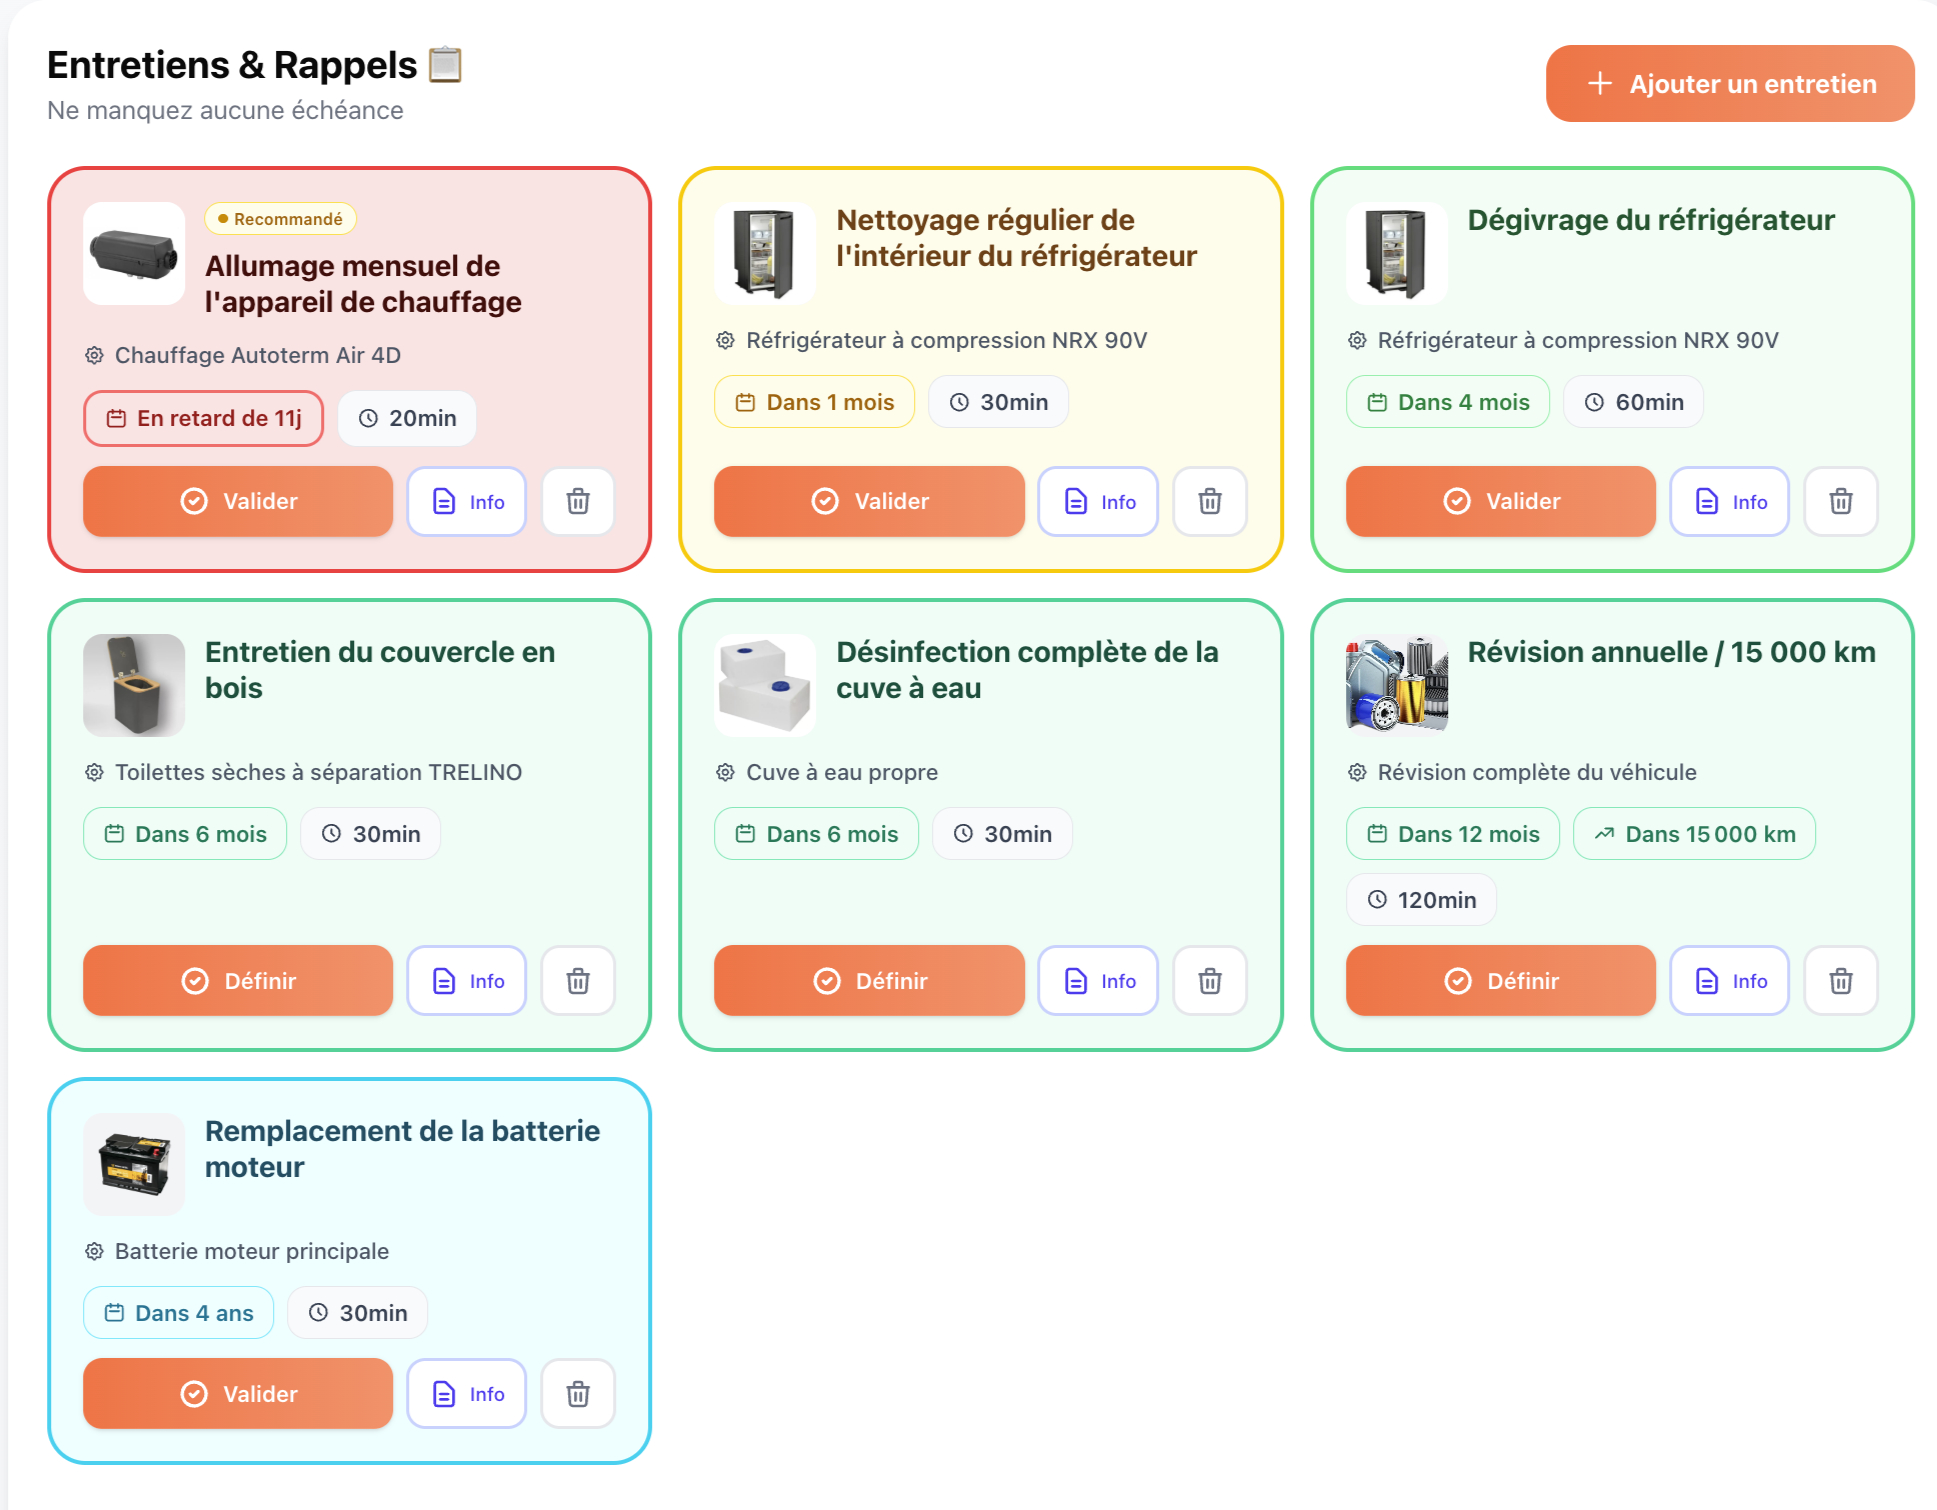 Entretiens & Rappels
Ne manquez aucune échéance
Ajouter un entretien
Recommandé
Allumage mensuel de
l'appareil de chauffage
Chauffage Autoterm Air 4D
En retard de 11j
20min
Valider
Info
Nettoyage régulier de
l'intérieur du réfrigérateur
Réfrigérateur à compression NRX 90V
Dans 1 mois
30min
Valider
Info
Dégivrage du réfrigérateur
Réfrigérateur à compression NRX 90V
Dans 4 mois
60min
Valider
Info
Entretien du couvercle en
bois
Toilettes sèches à séparation TRELINO
Dans 6 mois
30min
Définir
Info
Désinfection complète de la
cuve à eau
Cuve à eau propre
Dans 6 mois
30min
Définir
Info
Révision annuelle / 15 000 km
Révision complète du véhicule
Dans 12 mois
Dans 15 000 km
120min
Définir
Info
Remplacement de la batterie
moteur
Batterie moteur principale
Dans 4 ans
30min
Valider
Info